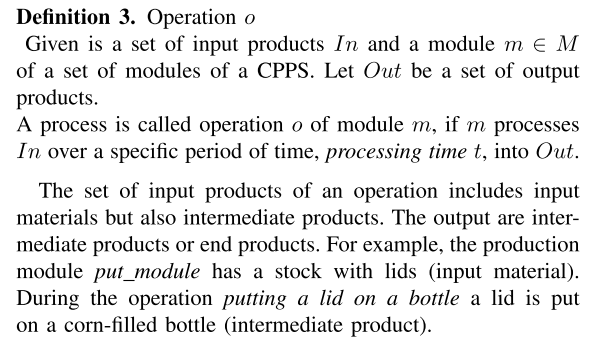 Definition 3. Operation o
Given is a set of input products In and a module m ∈ M
of a set of modules of a CPPS. Let Out be a set of output
products.
A process is called operation o of module m, if m processes
In over a specific period of time, processing time t, into Out.
The set of input products of an operation includes input
materials but also intermediate products. The output are inter-
mediate products or end products. For example, the production
module put_module has a stock with lids (input material).
During the operation putting a lid on a bottle a lid is put
on a corn-filled bottle (intermediate product).